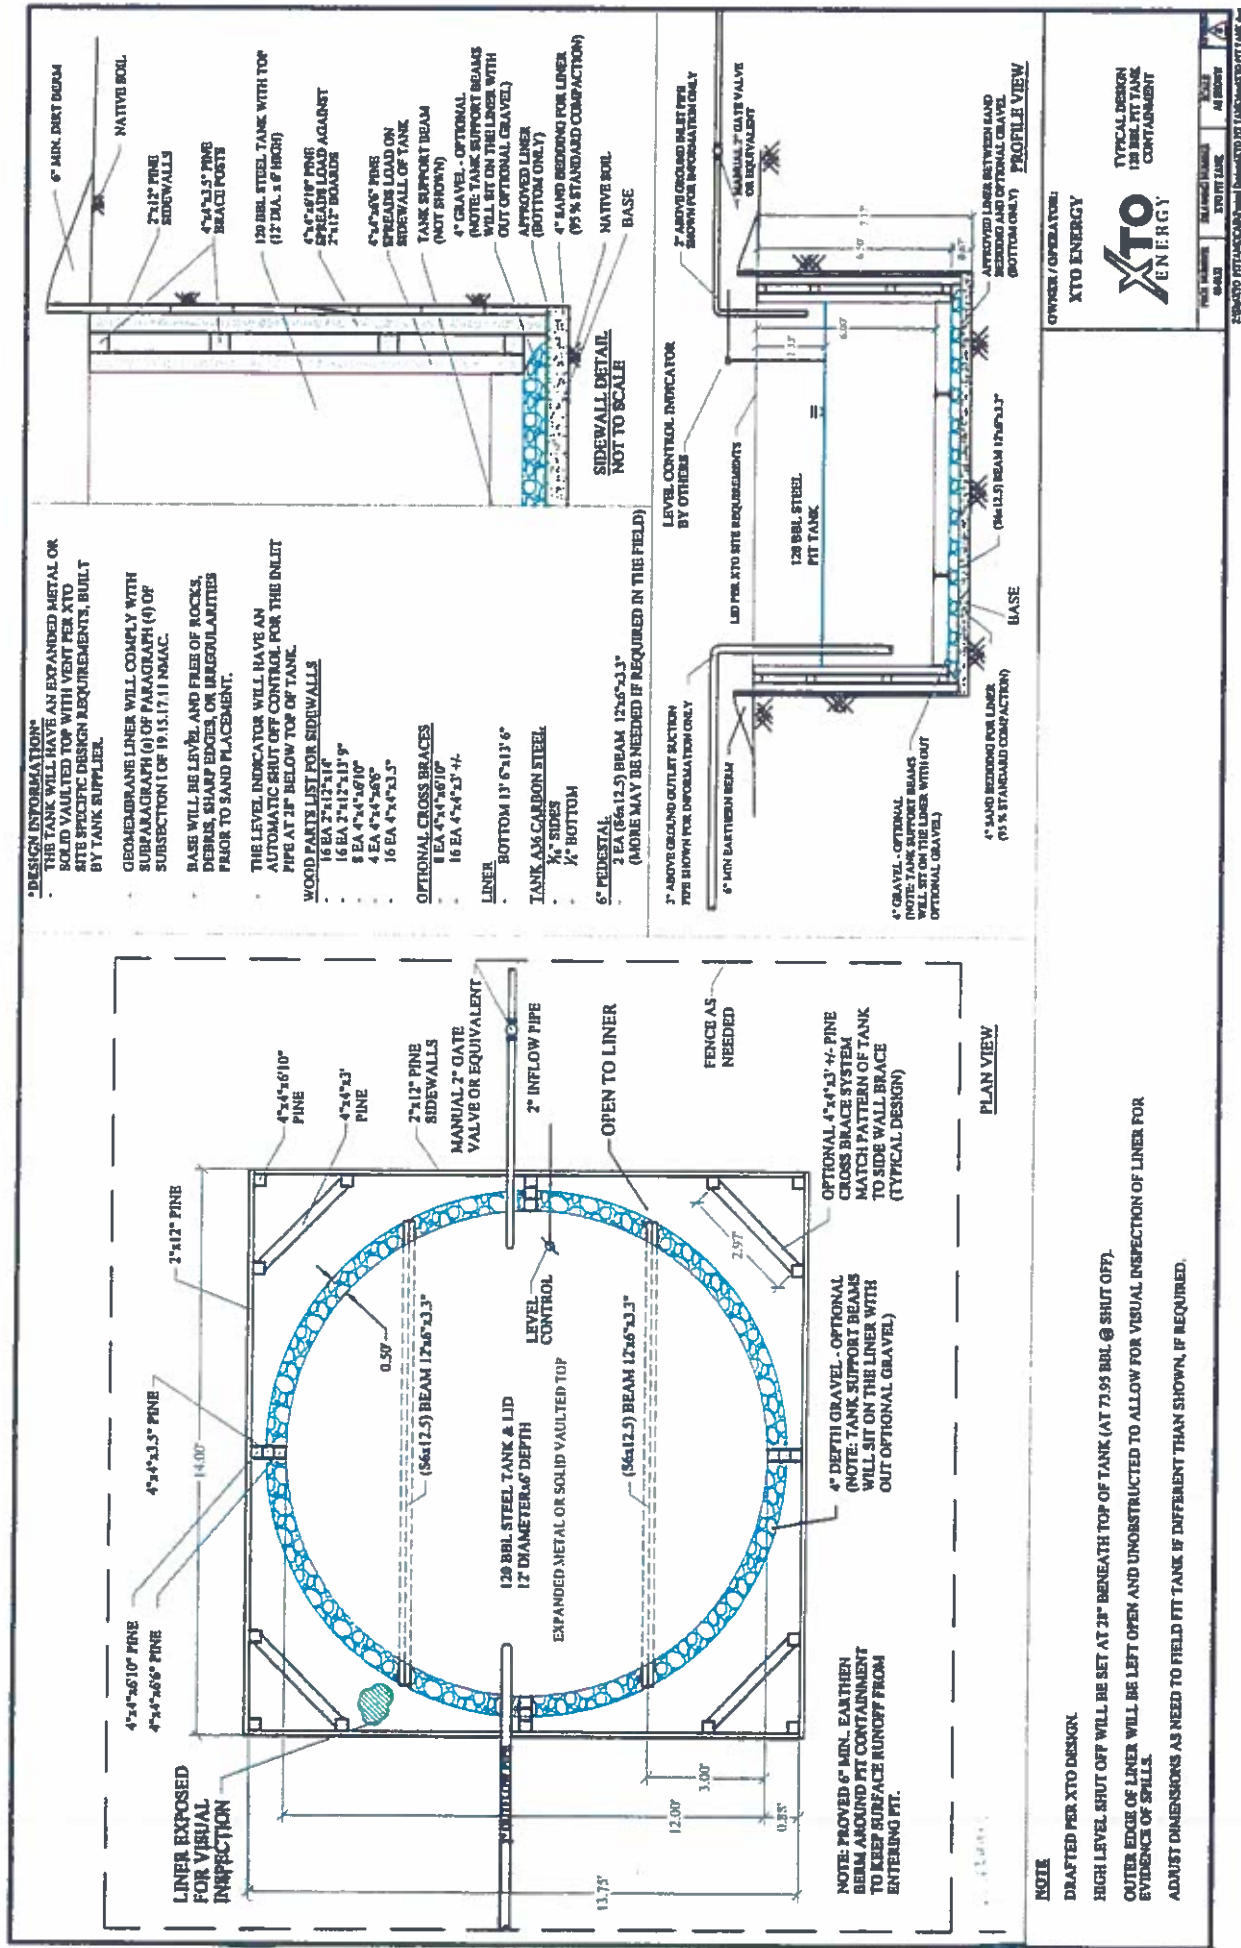 *DESIGN INFORMATION*
- THE TANK WILL HAVE AN EXPANDED METAL OR
SOLID VAULTED TOP WITH VENT PER XTO
SITE SPECIFIC DESIGN REQUIREMENTS, BUILT
BY TANK SUPPLIER.
- GEOMEMBRANE LINER WILL COMPLY WITH
SUBPARAGRAPH (a) OF PARAGRAPH (4) OF
SUBSECTION I OF 19.15.17.11 NMAC.
- BASE WILL BE LEVEL AND FREE OF ROCKS,
DEBRIS, SHARP EDGES, OR IRREGULARITIES
PRIOR TO SAND PLACEMENT.
- THE LEVEL INDICATOR WILL HAVE AN
AUTOMATIC SHUT OFF CONTROL FOR THE INLET
PIPE AT 28" BELOW TOP OF TANK.
WOOD PARTS LIST FOR SIDEWALLS
- 16 EA 2"x12"x14'
- 16 EA 2"x12"x13'9"
- 8 EA 4"x4"x6'10"
- 4 EA 4"x4"x6'6"
- 16 EA 4"x4"x3.5"
OPTIONAL CROSS BRACES
- 8 EA 4"x4"x6'10"
- 16 EA 4"x4"x3' +/-
LINER
- BOTTOM 13' 6"x13' 6"
TANK A36 CARBON STEEL
- SIDES
- ¼" BOTTOM
6" PEDESTAL
- 2 EA (S6x12.5) BEAM 12'x6"x3.3"
(MORE MAY BE NEEDED IF REQUIRED IN THE FIELD)
6" MIN. DIRT BEAM
NATIVE SOIL
2"x12" PINE
SIDEWALLS
4"x4"x3.5" PINE
BRACE POSTS
120 BBL STEEL TANK WITH TOP
(12' DIA. x 6' HIGH)
4"x4"x6'10" PINE
SPREADS LOAD AGAINST
2"x12" BOARDS
4"x4"x6'6" PINE
SPREADS LOAD ON
SIDEWALL OF TANK
TANK SUPPORT BEAM
(NOT SHOWN)
4" GRAVEL - OPTIONAL
(NOTE: TANK SUPPORT BEAMS
WILL SIT ON THE LINER WITH
OUT OPTIONAL GRAVEL)
APPROVED LINER
(BOTTOM ONLY)
4" SAND BEDDING FOR LINER
(95 % STANDARD COMPACTION)
NATIVE SOIL
BASE
SIDEWALL DETAIL
NOT TO SCALE
LINER EXPOSED
FOR VISUAL
INSPECTION
4"x4"x6'10" PINE
4"x4"x6'6" PINE
4"x4"x3.5" PINE
2"x12" PINE
4"x4"x6'10"
PINE
4"x4"x3'
PINE
2"x12" PINE
SIDEWALLS
MANUAL 2" GATE
VALVE OR EQUIVALENT
2" INFLOW PIPE
OPEN TO LINER
FENCE AS
NEEDED
14.00'
0.50'
(S6x12.5) BEAM 12'x6"x3.3"
120 BBL STEEL TANK & LID
12' DIAMETERx6' DEPTH
EXPANDED METAL OR SOLID VAULTED TOP
LEVEL
CONTROL
(S6x12.5) BEAM 12'x6"x3.3"
3.00'
12.00'
0.88'
13.75'
2.97'
NOTE: PROVED 6" MIN. EARTHEN
BERM AROUND PIT CONTAINMENT
TO KEEP SURFACE RUNOFF FROM
ENTERING PIT.
4" DEPTH GRAVEL - OPTIONAL
(NOTE: TANK SUPPORT BEAMS
WILL SIT ON THE LINER WITH
OUT OPTIONAL GRAVEL)
OPTIONAL 4"x4"x3' +/- PINE
CROSS BRACE SYSTEM
MATCH PATTERN OF TANK
TO SIDE WALL BRACE
(TYPICAL DESIGN)
PLAN VIEW
3" ABOVE GROUND OUTLET SUCTION
PIPE SHOWN FOR INFORMATION ONLY
6" MIN EARTHERN BERM
LEVEL CONTROL INDICATOR
BY OTHERS
LID PER XTO SITE REQUIREMENTS
2" ABOVE GROUND INLET PIPE
SHOWN FOR INFORMATION ONLY
MANUAL 2" GATE VALVE
OR EQUIVALENT
120 BBL STEEL
PIT TANK
6.00'
6.50'
7.17'
0.67'
4" GRAVEL - OPTIONAL
(NOTE: TANK SUPPORT BEAMS
WILL SIT ON THE LINER WITH OUT
OPTIONAL GRAVEL)
4" SAND BEDDING FOR LINER
(95 % STANDARD COMPACTION)
BASE
(S6x12.5) BEAM 12'x6"x3.3"
APPROVED LINER BETWEEN SAND
BEDDING AND OPTIONAL GRAVEL
(BOTTOM ONLY)
PROFILE VIEW
NOTE
DRAFTED PER XTO DESIGN.
HIGH LEVEL SHUT OFF WILL BE SET AT 28" BENEATH TOP OF TANK (AT 73.95 BBL @ SHUT OFF).
OUTER EDGE OF LINER WILL BE LEFT OPEN AND UNOBSTRUCTED TO ALLOW FOR VISUAL INSPECTION OF LINER FOR
EVIDENCE OF SPILLS.
ADJUST DIMENSIONS AS NEED TO FIELD FIT TANK IF DIFFERENT THAN SHOWN, IF REQUIRED.
OWNER / OPERATOR:
XTO ENERGY
XTO
ENERGY
TYPICAL DESIGN
120 BBL PIT TANK
CONTAINMENT
XTO PIT TANK
SCALE
AS SHOWN